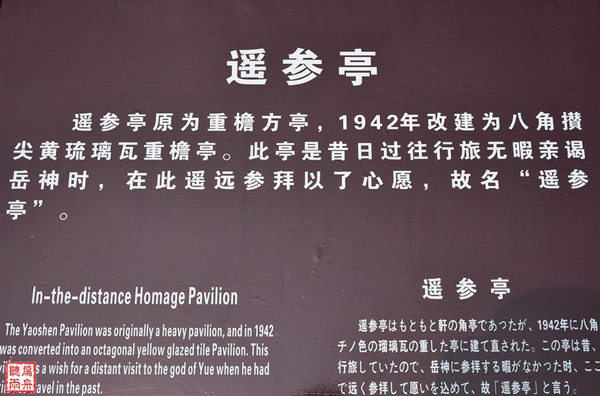 遥参亭
遥参亭原为重檐方亭，1942年改建为八角攒
尖黄琉璃瓦重檐亭。此亭是昔日过往行旅无暇亲谒
岳神时，在此遥远参拜以了心愿，故名“遥参
亭”。
In-the-distance Homage Pavilion
The Yaoshen Pavilion was originally a heavy pavilion, and in 1942
was converted into an octagonal yellow glazed tile Pavilion. This
s a wish for a distant visit to the god of Yue when he had
avel in the past.
遥参亭
遥参亭はもともと軒の角亭であったが、1942年に八角
チノ色の瑠璃瓦の重した亭に建て直された。この亭は昔、
行旅していたので、岳神に参拝する暇がなかった時、ここ
で遠く参拝して願いを込めて、故「遥参亭」と言う。
聽雨